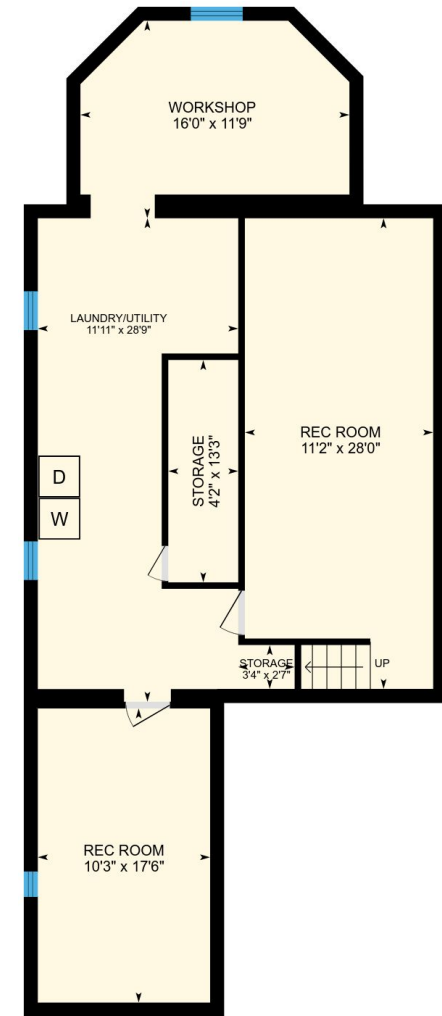 WORKSHOP
16'0" x 11'9"
LAUNDRY/UTILITY
11'11" x 28'9"
STORAGE
4'2" x 13'3"
REC ROOM
11'2" x 28'0"
D
W
STORAGE
3'4" x 2'7"
UP
REC ROOM
10'3" x 17'6"